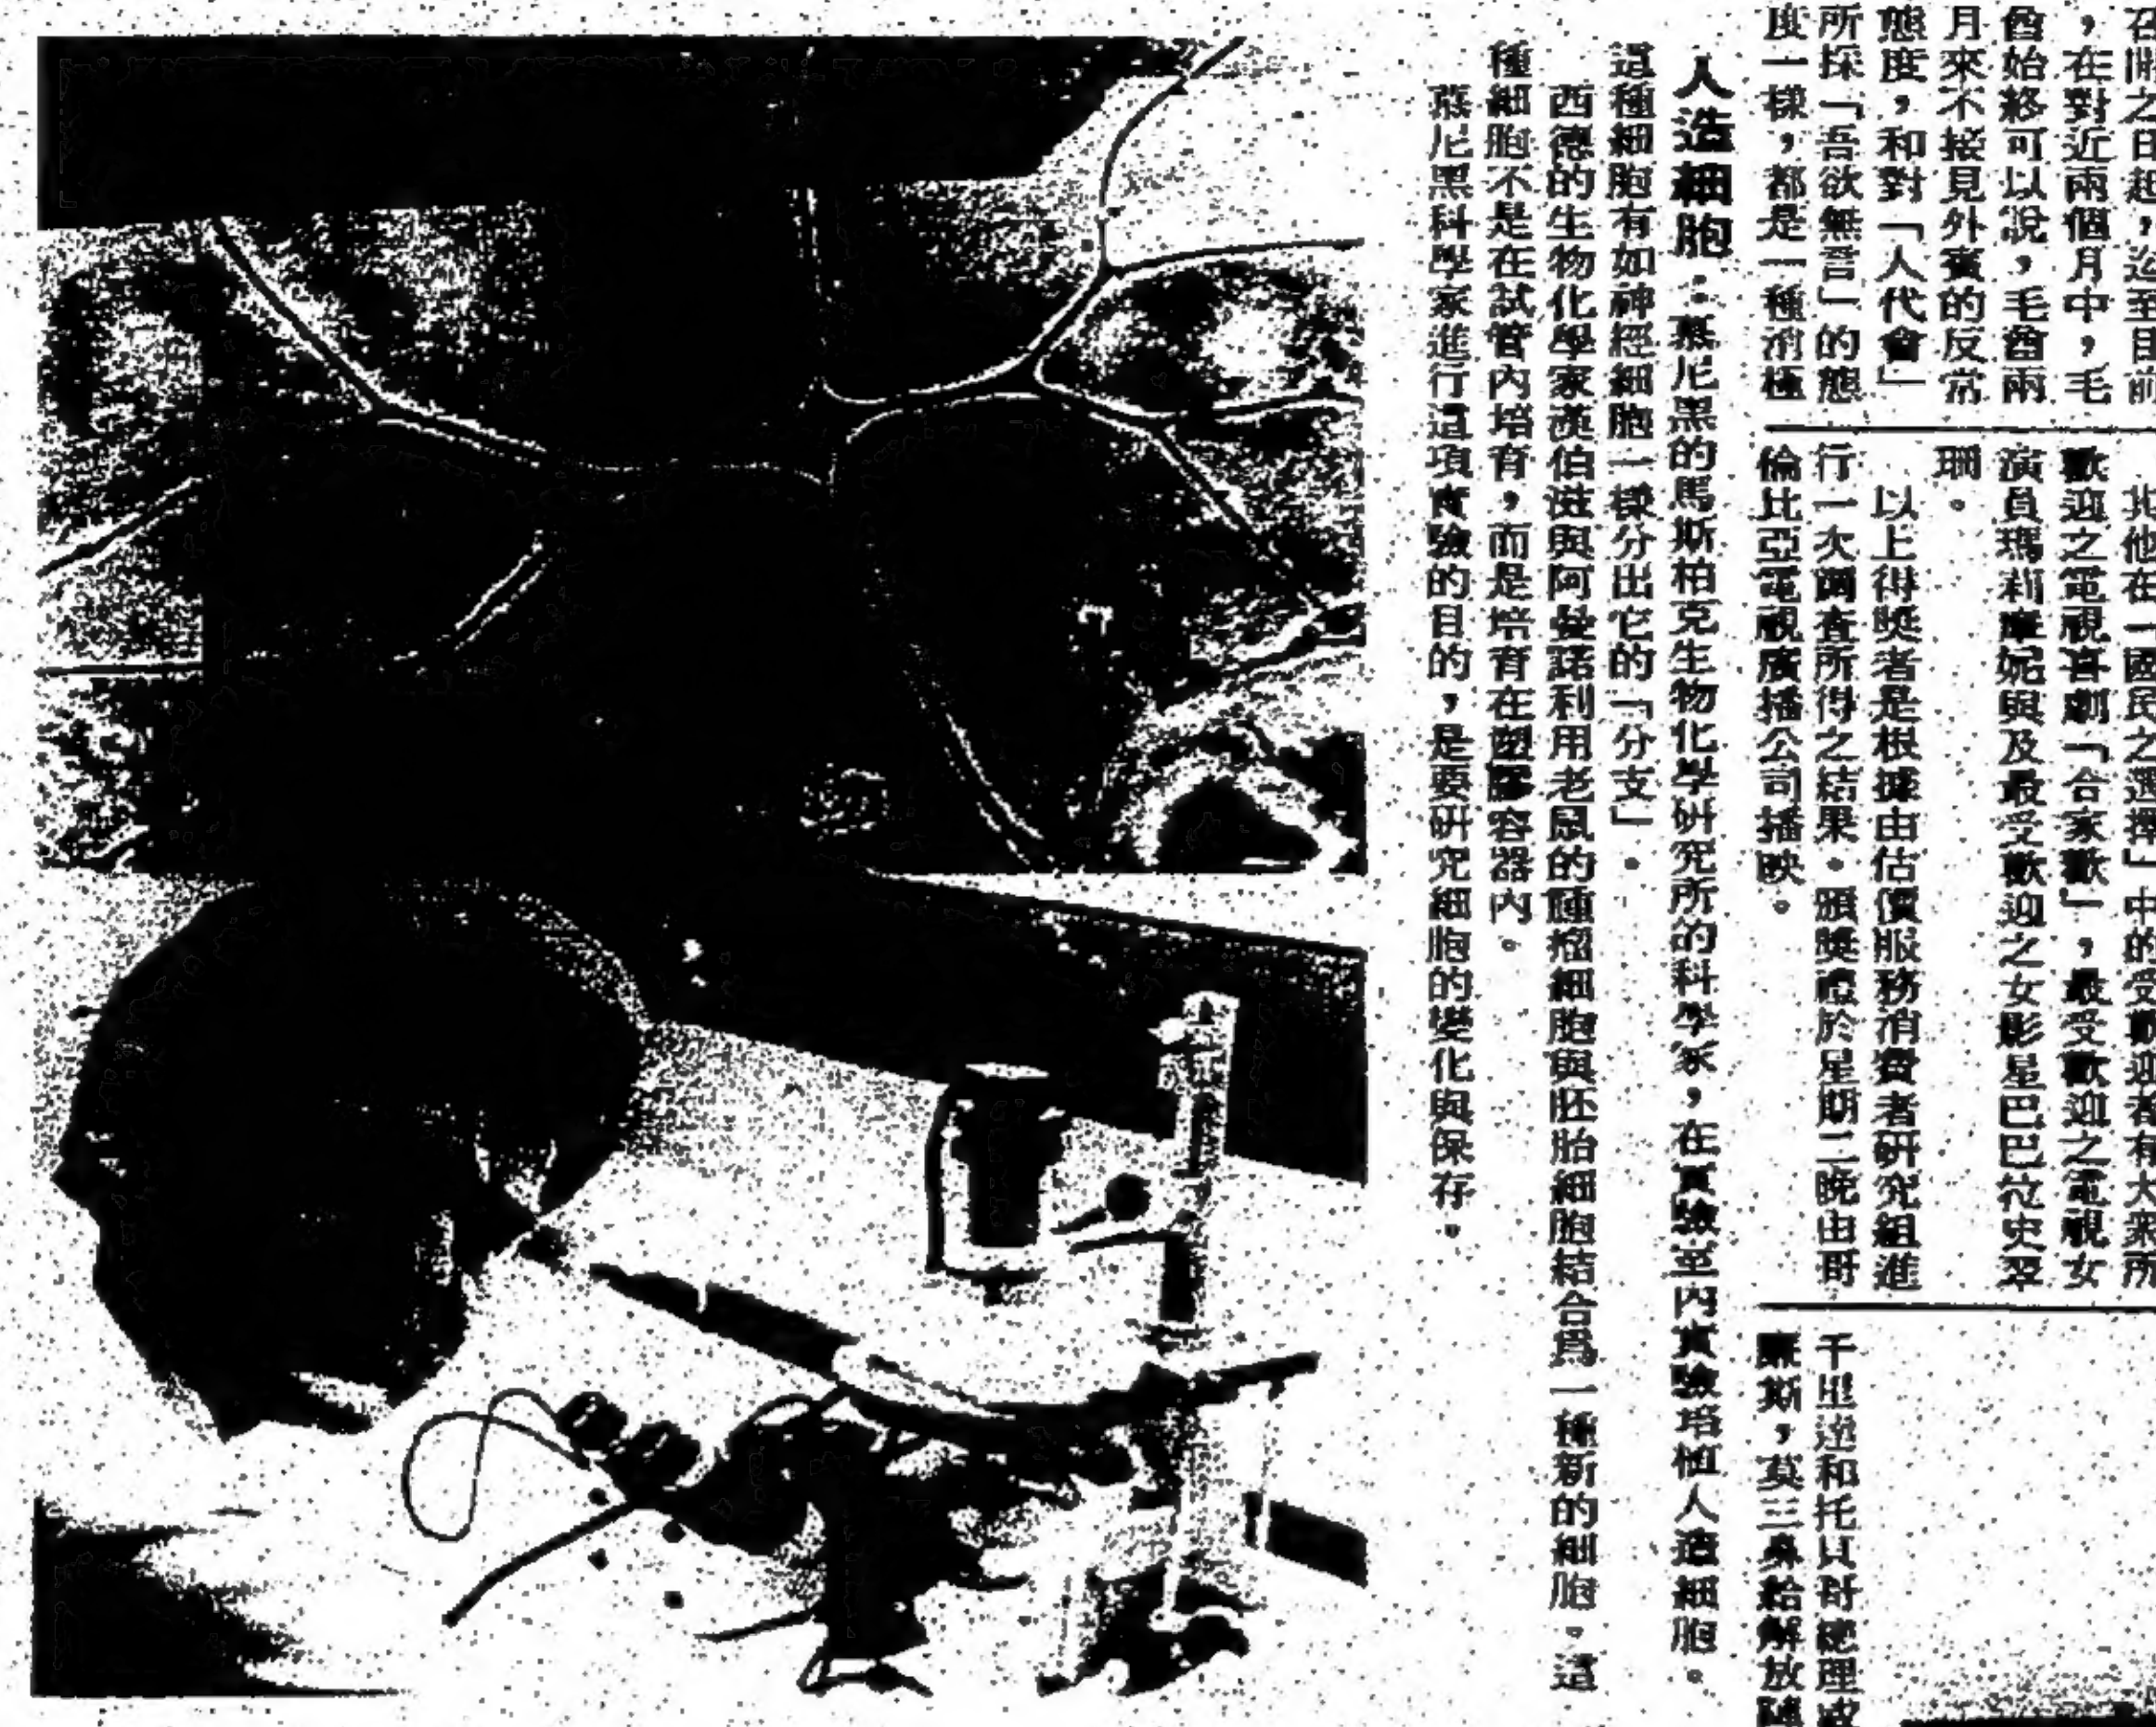 召開之日起，迄至目前
，在對近兩個月中，毛
酋始終可以說，毛酋兩
月來不接見外賓的反常
態度，和對「人代會」
所採「吾欲無言」的態
度一樣，都是一種消極
其他在「國民之選擇」中的受歡迎者有大衆所
歡迎之電視喜劇「合家歡」，最受歡迎之電視女
演員瑪莉摩妮與及最受歡迎之女影星巴巴拉史翠
珊。
以上得獎者是根據由估價服務消費者研究組進
行一次調查所得之結果。頒獎禮於星期二晚由哥
倫比亞電視廣播公司播映。
千里達和托貝哥總理威
廉斯，莫三鼻給解放陣
人造細胞：慕尼黑的馬斯柏克生物化學研究所的科學家，在實驗室內實驗培植人造細胞。
這種細胞有如神經細胞一樣分出它的「分支」。
西德的生物化學家漢伯滋與阿曼諾利用老鼠的腫瘤細胞與胚胎細胞結合爲一種新的細胞。這
種細胞不是在試管內培育，而是培育在塑膠容器內。
慕尼黑科學家進行這項實驗的目的，是要研究細胞的變化與保存。